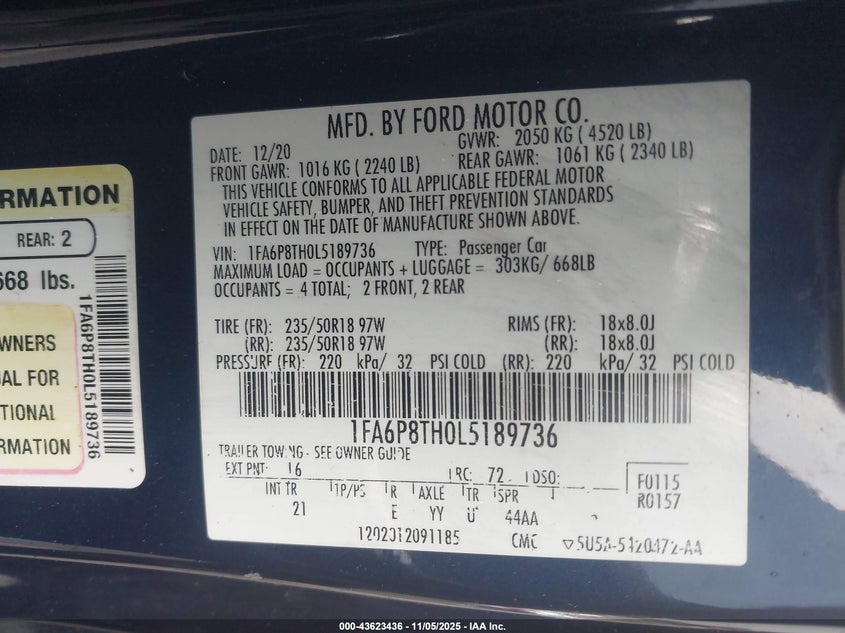 RMATION
REAR: 2
668 lbs.
1FA6P8TH0L5189736
WNERS
AL FOR
TIONAL
RMATION
MFD. BY FORD MOTOR CO.
DATE: 12/20 GVWR: 2050 KG ( 4520 LB)
FRONT GAWR: 1016 KG ( 2240 LB) REAR GAWR: 1061 KG ( 2340 LB)
THIS VEHICLE CONFORMS TO ALL APPLICABLE FEDERAL MOTOR
VEHICLE SAFETY, BUMPER, AND THEFT PREVENTION STANDARDS
IN EFFECT ON THE DATE OF MANUFACTURE SHOWN ABOVE.
VIN: 1FA6P8TH0L5189736 TYPE: Passenger Car
MAXIMUM LOAD = OCCUPANTS + LUGGAGE = 303KG/ 668LB
OCCUPANTS = 4 TOTAL; 2 FRONT, 2 REAR
TIRE (FR): 235/50R18 97W RIMS (FR): 18x8.0J
(RR): 235/50R18 97W (RR): 18x8.0J
PRESSURE (FR): 220 kPa/ 32 PSI COLD (RR): 220 kPa/ 32 PSI COLD
1FA6P8TH0L5189736
TRAILER TOWING - SEE OWNER GUIDE
EXT PNT: 16 RC: 72 DSO: F0115
INT TR TP/PS R AXLE TR SPR R0157
21 E YY U 44AA
1202012091185 CMC 5U5A-5420472-AA
000-43623436 - 11/05/2025 - IAA Inc.